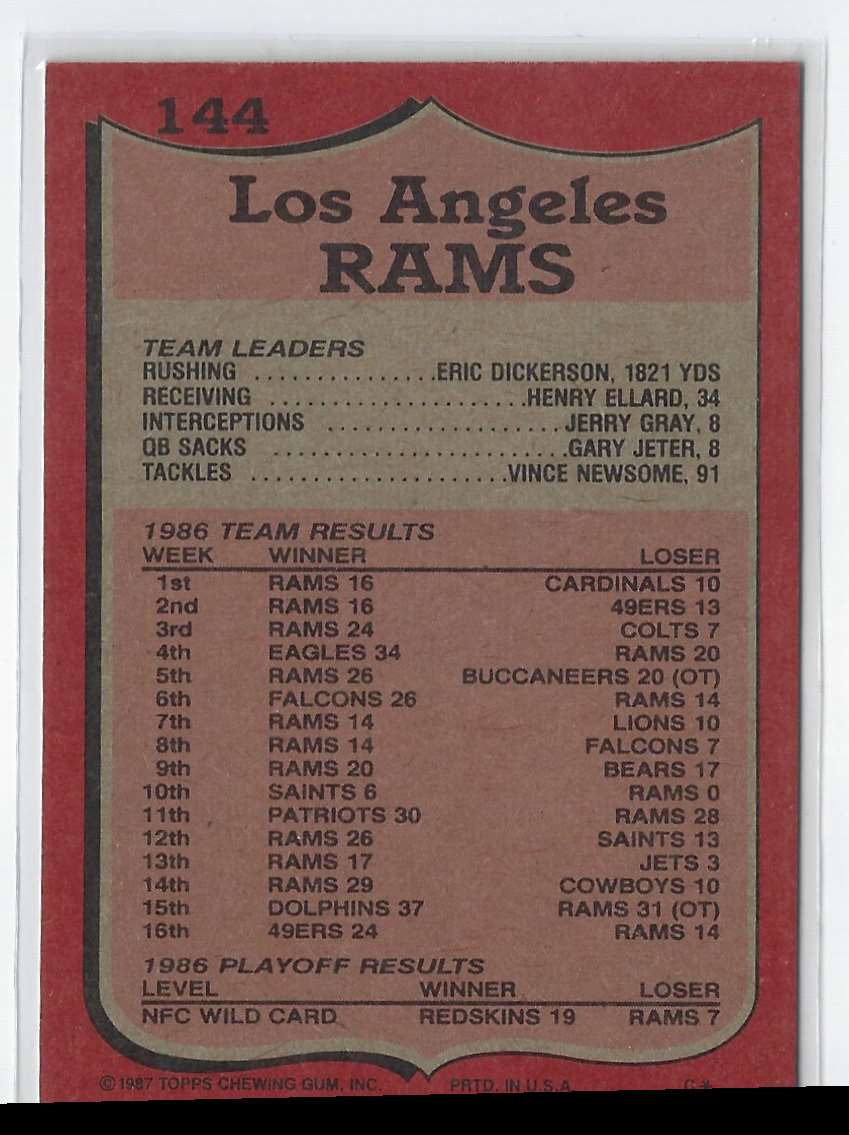 144
Los Angeles
RAMS
TEAM LEADERS
RUSHING ...............ERIC DICKERSON, 1821 YDS
RECEIVING ......................HENRY ELLARD, 34
INTERCEPTIONS ...................JERRY GRAY, 8
QB SACKS ........................GARY JETER, 8
TACKLES .....................VINCE NEWSOME, 91
1986 TEAM RESULTS
WEEK WINNER LOSER
1st RAMS 16 CARDINALS 10
2nd RAMS 16 49ERS 13
3rd RAMS 24 COLTS 7
4th EAGLES 34 RAMS 20
5th RAMS 26 BUCCANEERS 20 (OT)
6th FALCONS 26 RAMS 14
7th RAMS 14 LIONS 10
8th RAMS 14 FALCONS 7
9th RAMS 20 BEARS 17
10th SAINTS 6 RAMS 0
11th PATRIOTS 30 RAMS 28
12th RAMS 26 SAINTS 13
13th RAMS 17 JETS 3
14th RAMS 29 COWBOYS 10
15th DOLPHINS 37 RAMS 31 (OT)
16th 49ERS 24 RAMS 14
1986 PLAYOFF RESULTS
LEVEL WINNER LOSER
NFC WILD CARD REDSKINS 19 RAMS 7
© 1987 TOPPS CHEWING GUM, INC. PRTD. IN U.S.A. C *